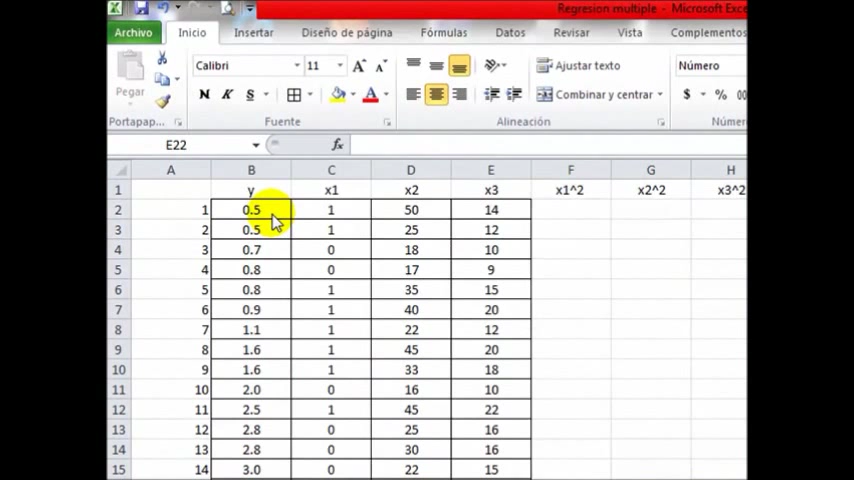 Regresion multiple - Microsoft Exce
Archivo Inicio Insertar Diseño de página Fórmulas Datos Revisar Vista Complementos
Calibri 11 A A Ajustar texto Número
Pegar N K S A Combinar y centrar $ % 00
Portapap... Fuente Alineación Núme
E22 fx
A B C D E F G H
1 y x1 x2 x3 x1^2 x2^2 x3^2
2 1 0.5 1 50 14
3 2 0.5 1 25 12
4 3 0.7 0 18 10
5 4 0.8 0 17 9
6 5 0.8 1 35 15
7 6 0.9 1 40 20
8 7 1.1 1 22 12
9 8 1.6 1 45 20
10 9 1.6 1 33 18
11 10 2.0 0 16 10
12 11 2.5 1 45 22
13 12 2.8 0 25 16
14 13 2.8 0 30 16
15 14 3.0 0 22 15